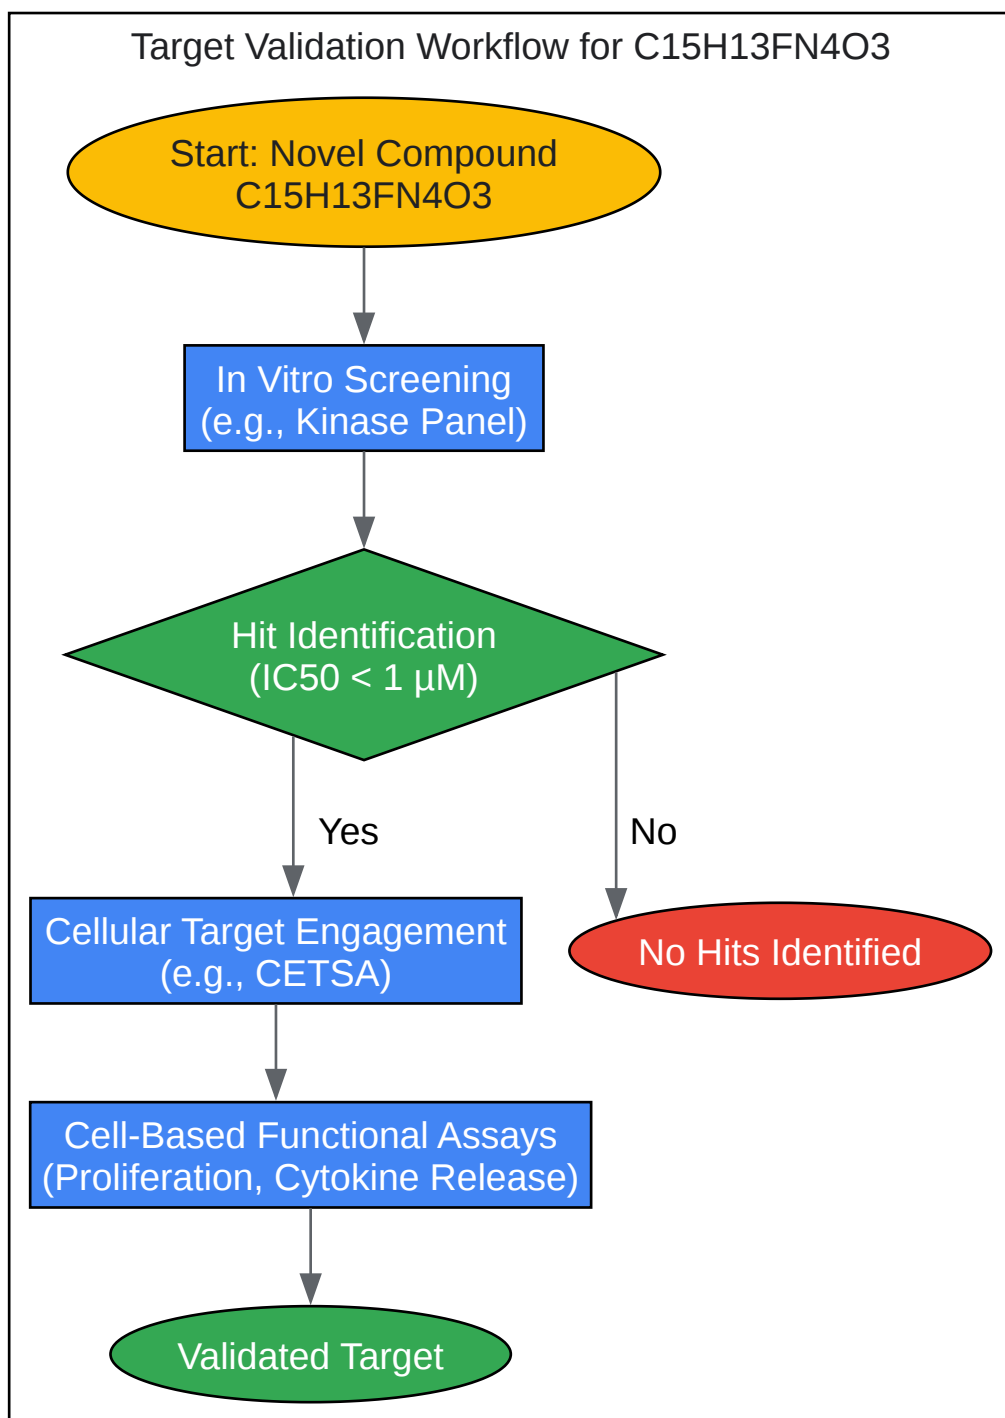 Target Validation Workflow for C15H13FN4O3
Start: Novel Compound
C15H13FN4O3
In Vitro Screening
(e.g., Kinase Panel)
Hit Identification
(IC50 < 1 µM)
Yes
No
Cellular Target Engagement
(e.g., CETSA)
No Hits Identified
Cell-Based Functional Assays
(Proliferation, Cytokine Release)
Validated Target